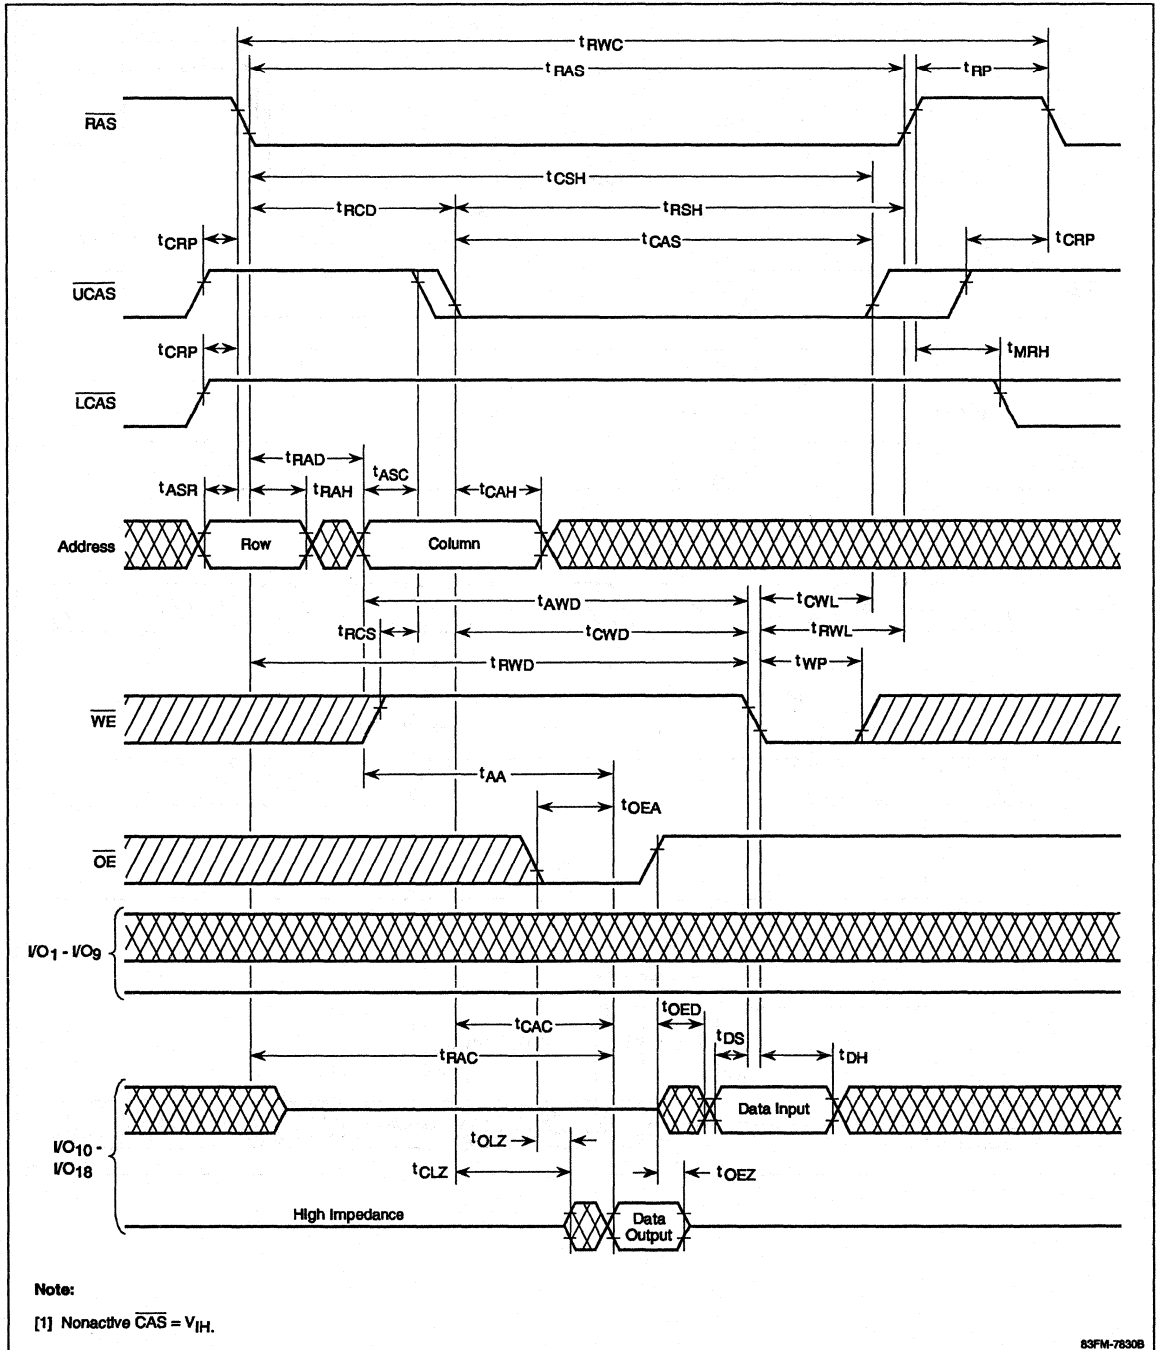 tRWC
tRAS
tRP
RAS
tCSH
tRCD
tRSH
tCRP
tCAS
tCRP
UCAS
tCRP
tMRH
LCAS
tRAD
tASC
tASR
tRAH
tCAH
Address
Row
Column
tAWD
tCWL
tRCS
tCWD
tRWL
tRWD
tWP
WE
tAA
tOEA
OE
I/O1 - I/O9
tCAC
tOED
tDS
tRAC
tDH
Data Input
I/O10 -
I/O18
tOLZ
tCLZ
tOEZ
High Impedance
Data
Output
Note:
[1] Nonactive CAS = VIH.
83FM-7830B